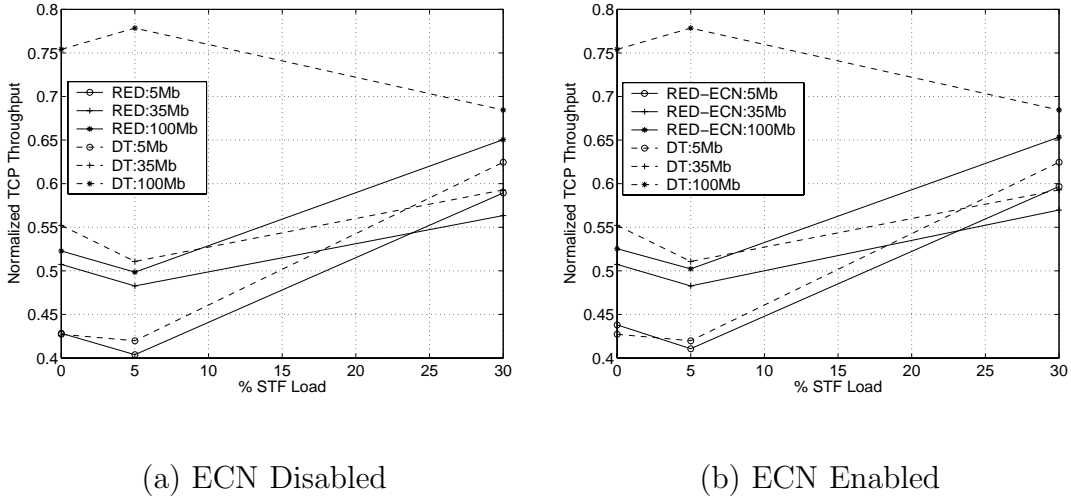 0.8
0.75
0.7
0.65
0.6
0.55
0.5
0.45
0.4
Normalized TCP Throughput
RED:5Mb
RED:35Mb
RED:100Mb
DT:5Mb
DT:35Mb
DT:100Mb
0 5 10 15 20 25 30
% STF Load
(a) ECN Disabled
0.8
0.75
0.7
0.65
0.6
0.55
0.5
0.45
0.4
Normalized TCP Throughput
RED-ECN:5Mb
RED-ECN:35Mb
RED-ECN:100Mb
DT:5Mb
DT:35Mb
DT:100Mb
0 5 10 15 20 25 30
% STF Load
(b) ECN Enabled